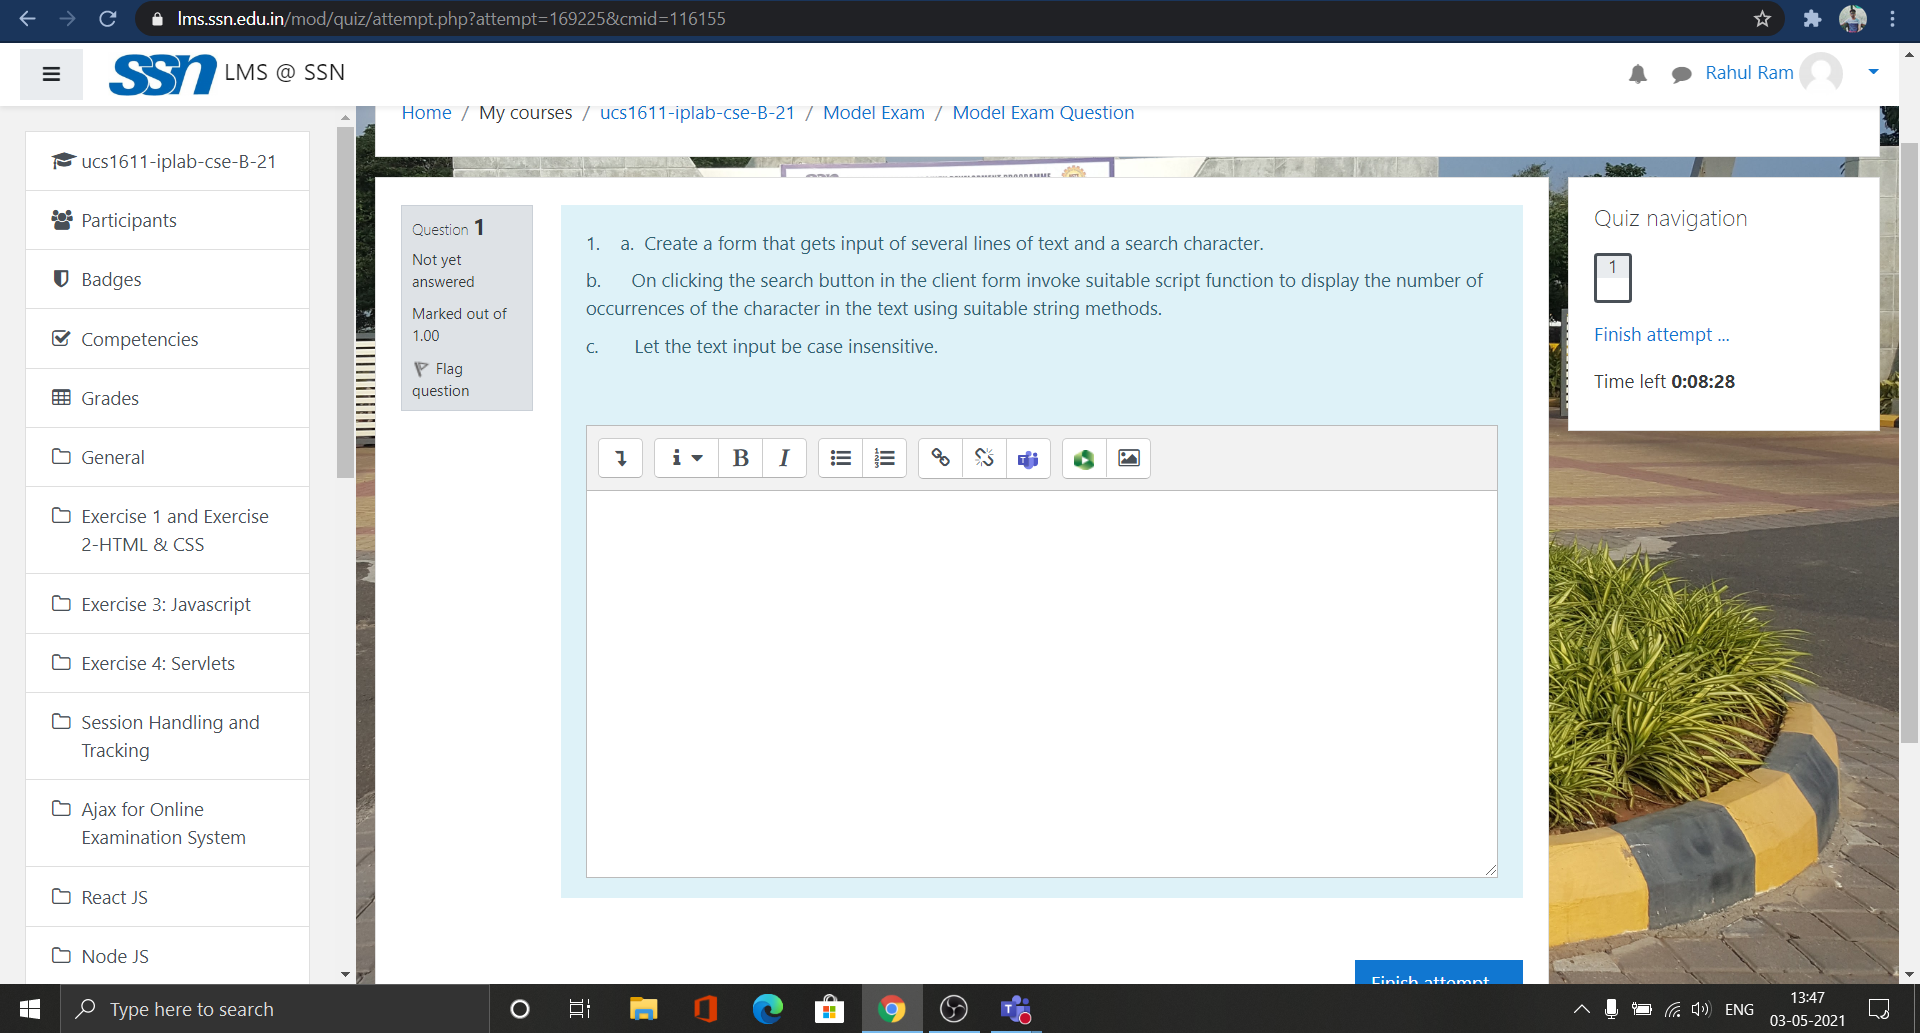 lms.ssn.edu.in/mod/quiz/attempt.php?attempt=169225&cmid=116155
ssn LMS @ SSN
Rahul Ram
Home / My courses / ucs1611-iplab-cse-B-21 / Model Exam / Model Exam Question
ucs1611-iplab-cse-B-21
Participants
Badges
Competencies
Grades
General
Exercise 1 and Exercise
2-HTML & CSS
Exercise 3: Javascript
Exercise 4: Servlets
Session Handling and
Tracking
Ajax for Online
Examination System
React JS
Node JS
Question 1
Not yet
answered
Marked out of
1.00
Flag
question
1. a. Create a form that gets input of several lines of text and a search character.
b. On clicking the search button in the client form invoke suitable script function to display the number of
occurrences of the character in the text using suitable string methods.
c. Let the text input be case insensitive.
Finish attempt
Quiz navigation
1
Finish attempt ...
Time left 0:08:28
Type here to search
ENG
13:47
03-05-2021